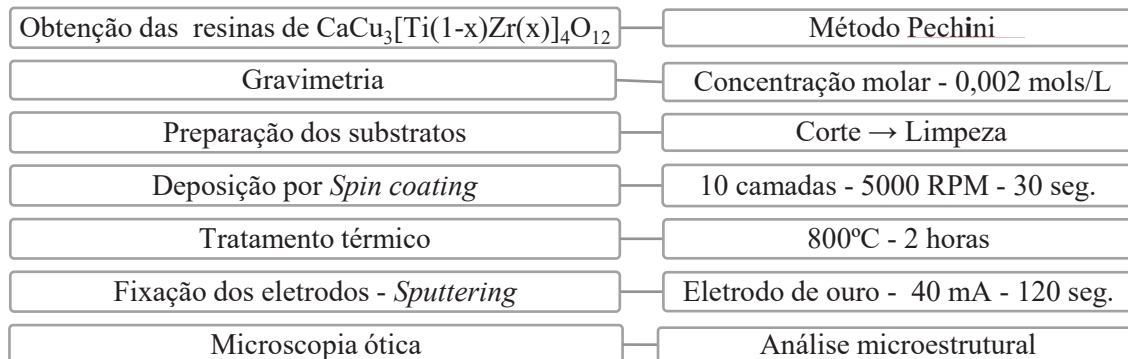 Obtenção das resinas de CaCu₃[Ti(1-x)Zr(x)]₄O₁₂
Método Pechini
Gravimetria
Concentração molar - 0,002 mols/L
Preparação dos substratos
Corte → Limpeza
Deposição por Spin coating
10 camadas - 5000 RPM - 30 seg.
Tratamento térmico
800ºC - 2 horas
Fixação dos eletrodos - Sputtering
Eletrodo de ouro - 40 mA - 120 seg.
Microscopia ótica
Análise microestrutural